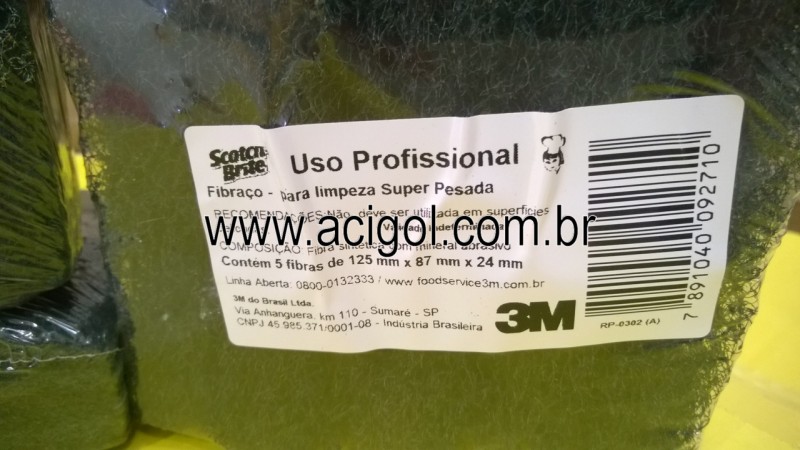 Scotch
Brite
Uso Profissional
Fibraço - para limpeza Super Pesada
RECOMENDAÇÕES: Não deve ser utilizada em superfícies
www.acigol.com.br
Validade indeterminada
COMPOSIÇÃO: Fibra sintética com mineral abrasivo
Contém 5 fibras de 125 mm x 87 mm x 24 mm
Linha Aberta: 0800-0132333 / www.foodservice3m.com.br
3M do Brasil Ltda.
Via Anhanguera, km 110 - Sumaré - SP
CNPJ 45.985.371/0001-08 - Indústria Brasileira
3M
RP-0302 (A)
7 891040 092710